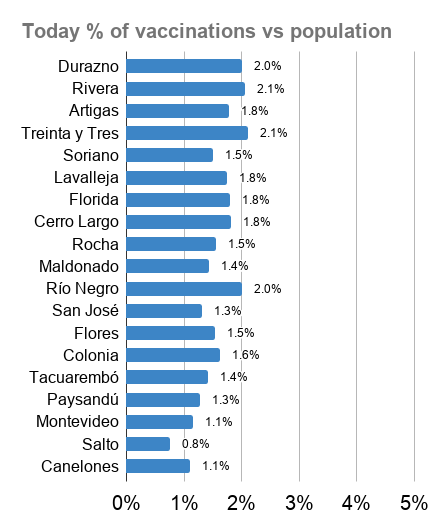 Today % of vaccinations vs population
Durazno 2.0%
Rivera 2.1%
Artigas 1.8%
Treinta y Tres 2.1%
Soriano 1.5%
Lavalleja 1.8%
Florida 1.8%
Cerro Largo 1.8%
Rocha 1.5%
Maldonado 1.4%
Río Negro 2.0%
San José 1.3%
Flores 1.5%
Colonia 1.6%
Tacuarembó 1.4%
Paysandú 1.3%
Montevideo 1.1%
Salto 0.8%
Canelones 1.1%
0% 1% 2% 3% 4% 5%